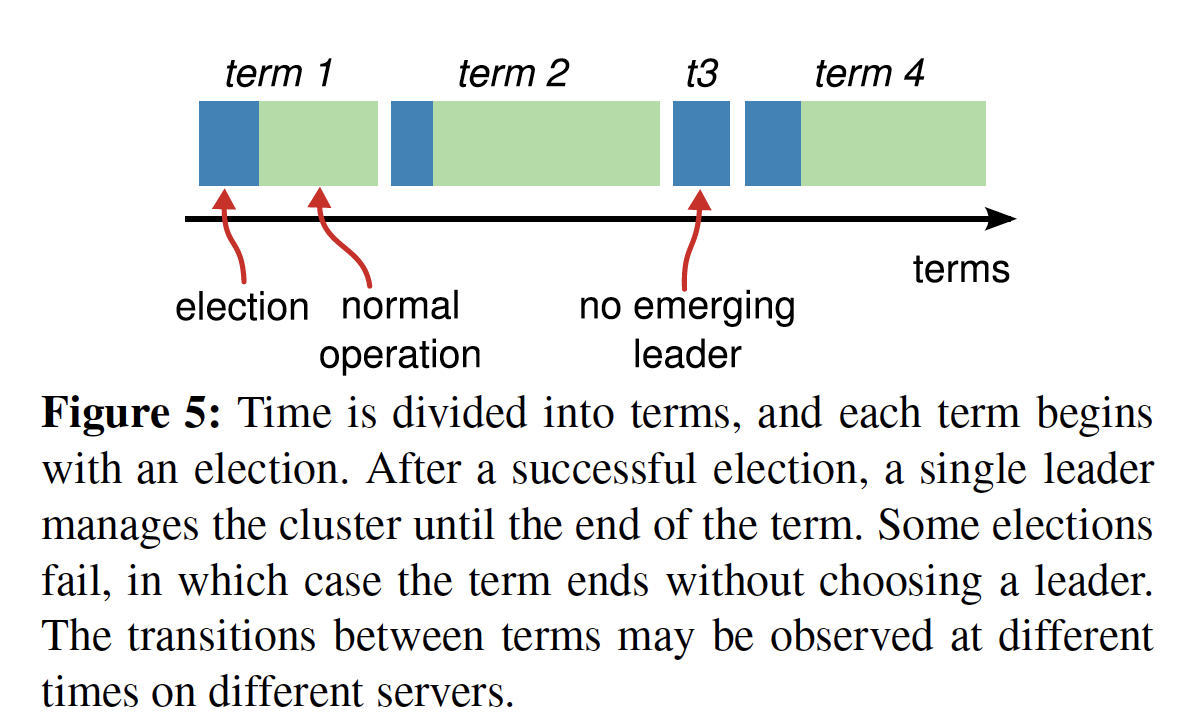 term 1 term 2 t3 term 4
terms
election normal operation no emerging leader
Figure 5: Time is divided into terms, and each term begins
with an election. After a successful election, a single leader
manages the cluster until the end of the term. Some elections
fail, in which case the term ends without choosing a leader.
The transitions between terms may be observed at different
times on different servers.